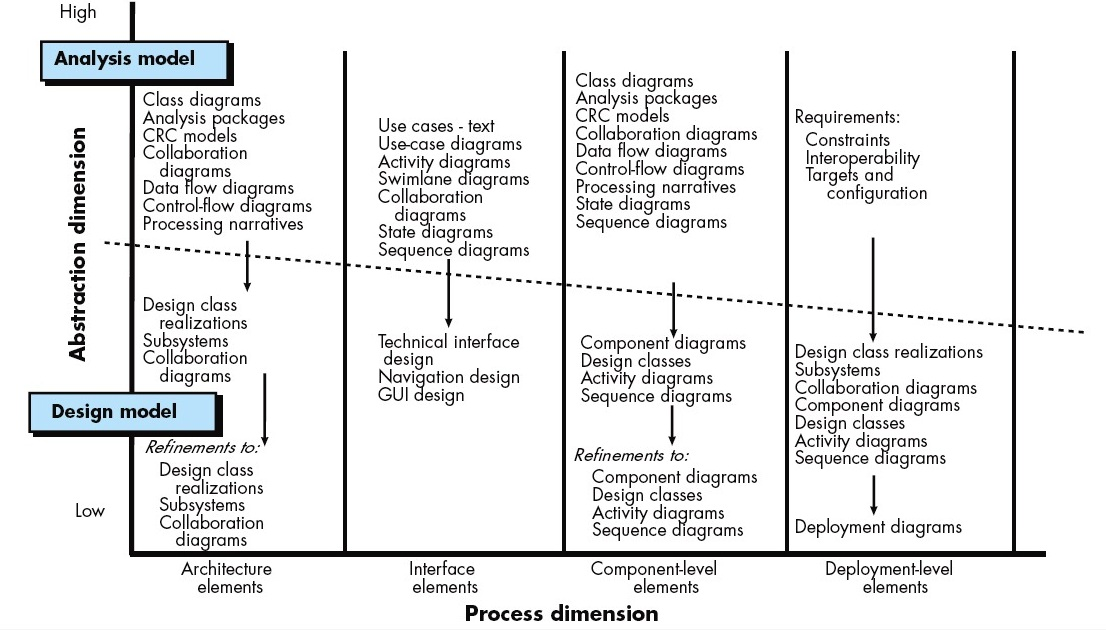 High
Analysis model
Abstraction dimension
Class diagrams
Analysis packages
CRC models
Collaboration
diagrams
Data flow diagrams
Control-flow diagrams
Processing narratives
Design class
realizations
Subsystems
Collaboration
diagrams
Design model
Refinements to:
Design class
realizations
Subsystems
Collaboration
diagrams
Low
Use cases - text
Use-case diagrams
Activity diagrams
Swimlane diagrams
Collaboration
diagrams
State diagrams
Sequence diagrams
Technical interface
design
Navigation design
GUI design
Class diagrams
Analysis packages
CRC models
Collaboration diagrams
Data flow diagrams
Control-flow diagrams
Processing narratives
State diagrams
Sequence diagrams
Component diagrams
Design classes
Activity diagrams
Sequence diagrams
Refinements to:
Component diagrams
Design classes
Activity diagrams
Sequence diagrams
Requirements:
Constraints
Interoperability
Targets and
configuration
Design class realizations
Subsystems
Collaboration diagrams
Component diagrams
Design classes
Activity diagrams
Sequence diagrams
Deployment diagrams
Architecture
elements
Interface
elements
Component-level
elements
Deployment-level
elements
Process dimension